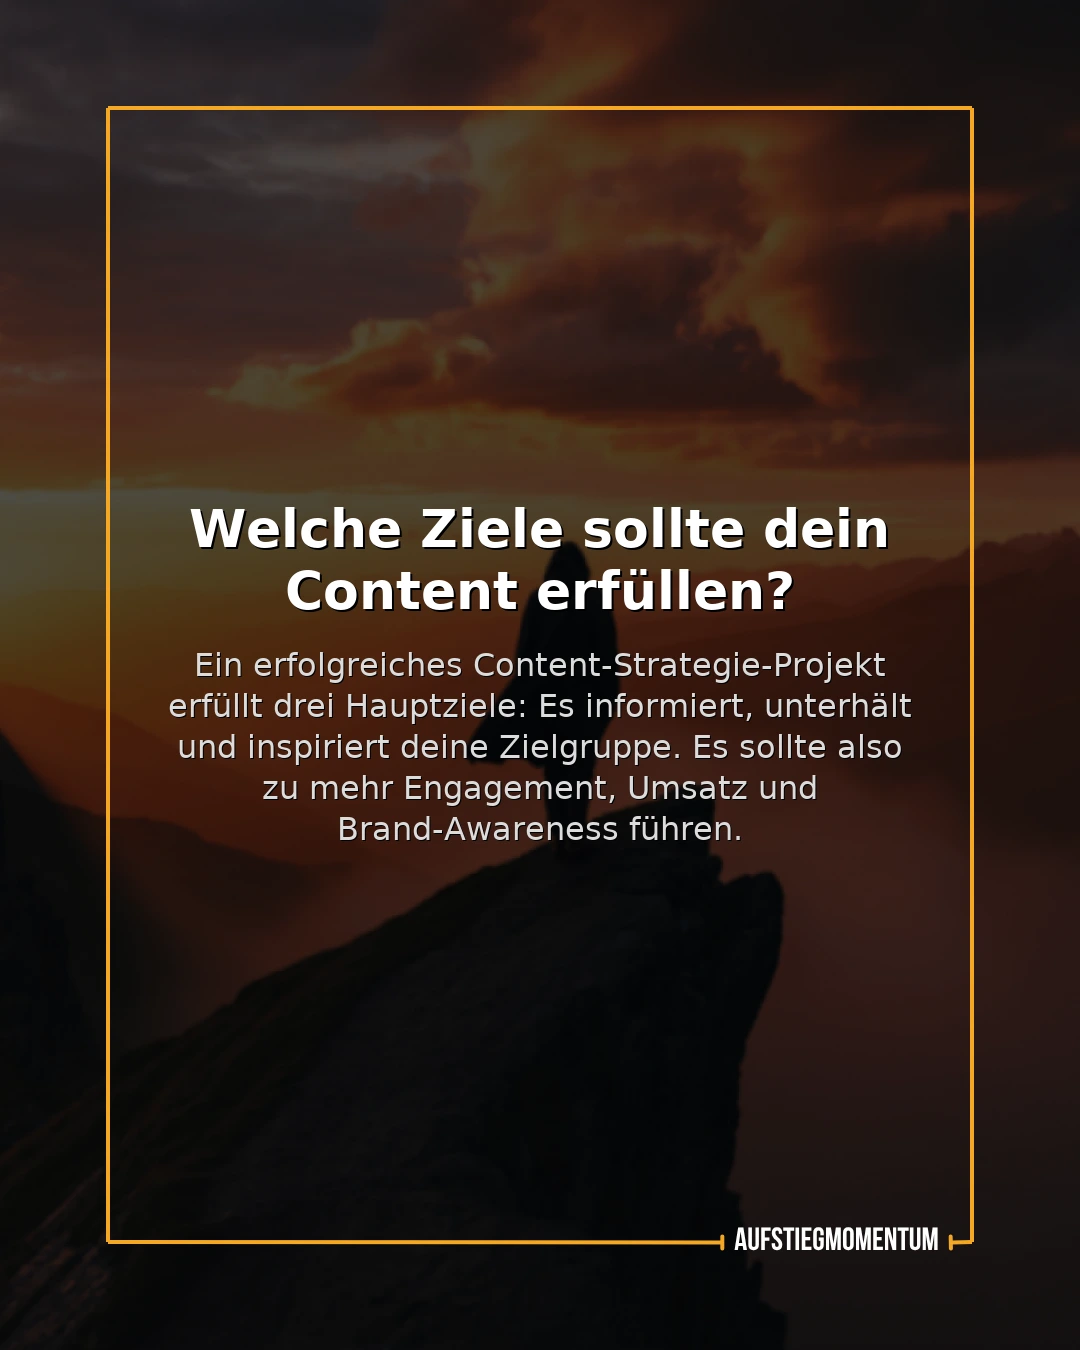 Welche Ziele sollte dein
Content erfüllen?
Ein erfolgreiches Content-Strategie-Projekt
erfüllt drei Hauptziele: Es informiert, unterhält
und inspiriert deine Zielgruppe. Es sollte also
zu mehr Engagement, Umsatz und
Brand-Awareness führen.
AUFSTIEGMOMENTUM